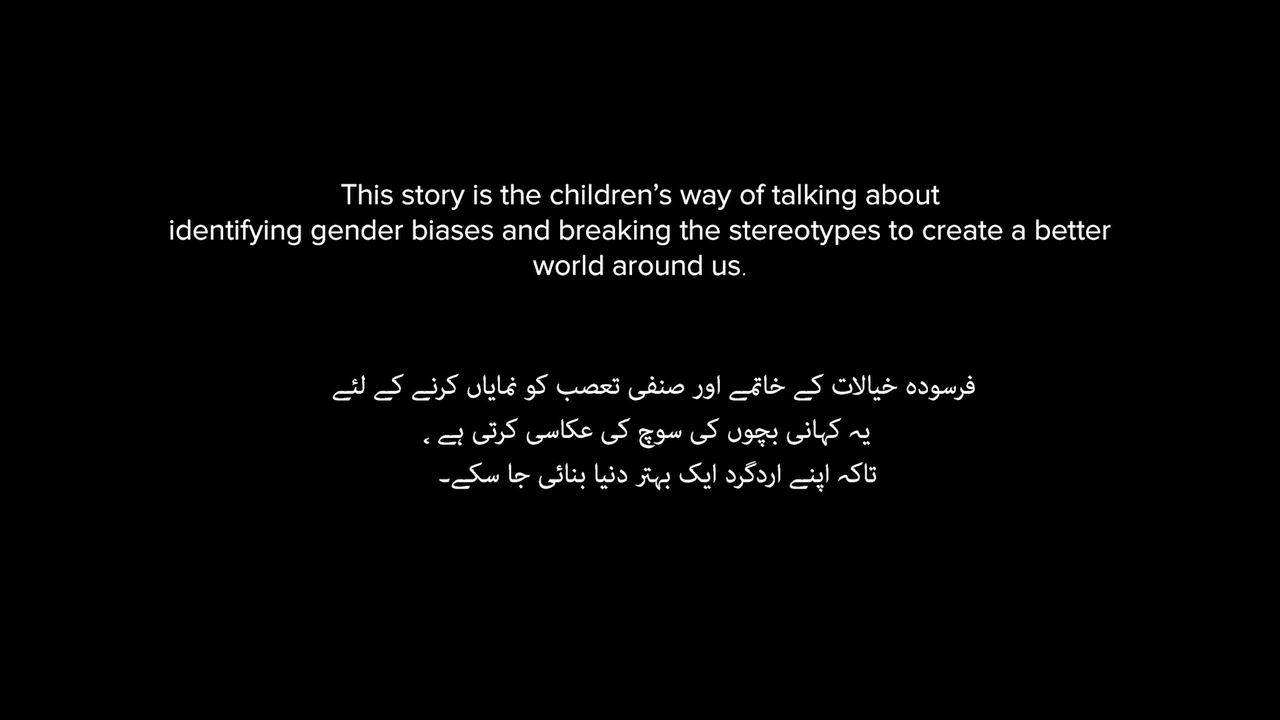 This story is the children’s way of talking about
identifying gender biases and breaking the stereotypes to create a better
world around us.
فرسودہ خیالات کے خاتمے اور صنفی تعصب کو نمایاں کرنے کے لئے
یہ کہانی بچوں کی سوچ کی عکاسی کرتی ہے ،
تاکہ اپنے اردگرد ایک بہتر دنیا بنائی جا سکے۔